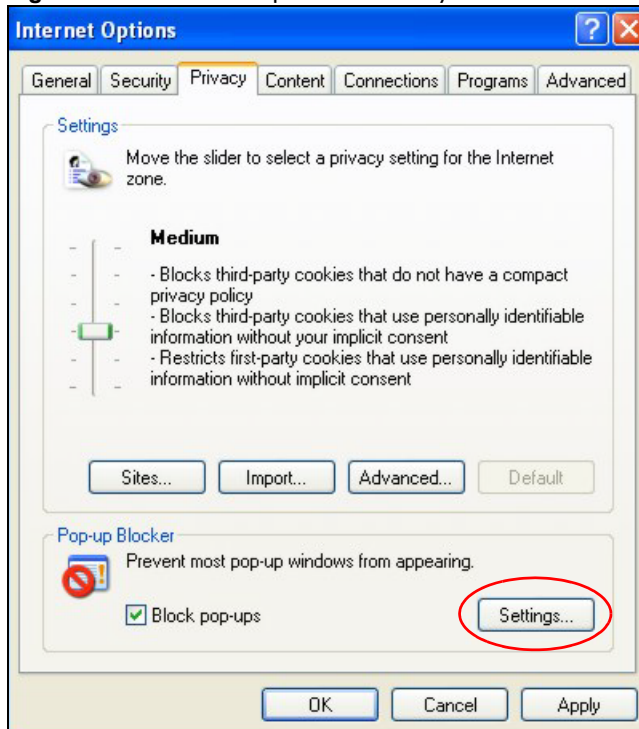 Internet Options
General Security Privacy Content Connections Programs Advanced
Settings
Move the slider to select a privacy setting for the Internet
zone.
Medium
- Blocks third-party cookies that do not have a compact
privacy policy
- Blocks third-party cookies that use personally identifiable
information without your implicit consent
- Restricts first-party cookies that use personally identifiable
information without implicit consent
Sites... Import... Advanced... Default
Pop-up Blocker
Prevent most pop-up windows from appearing.
Block pop-ups Settings...
OK Cancel Apply